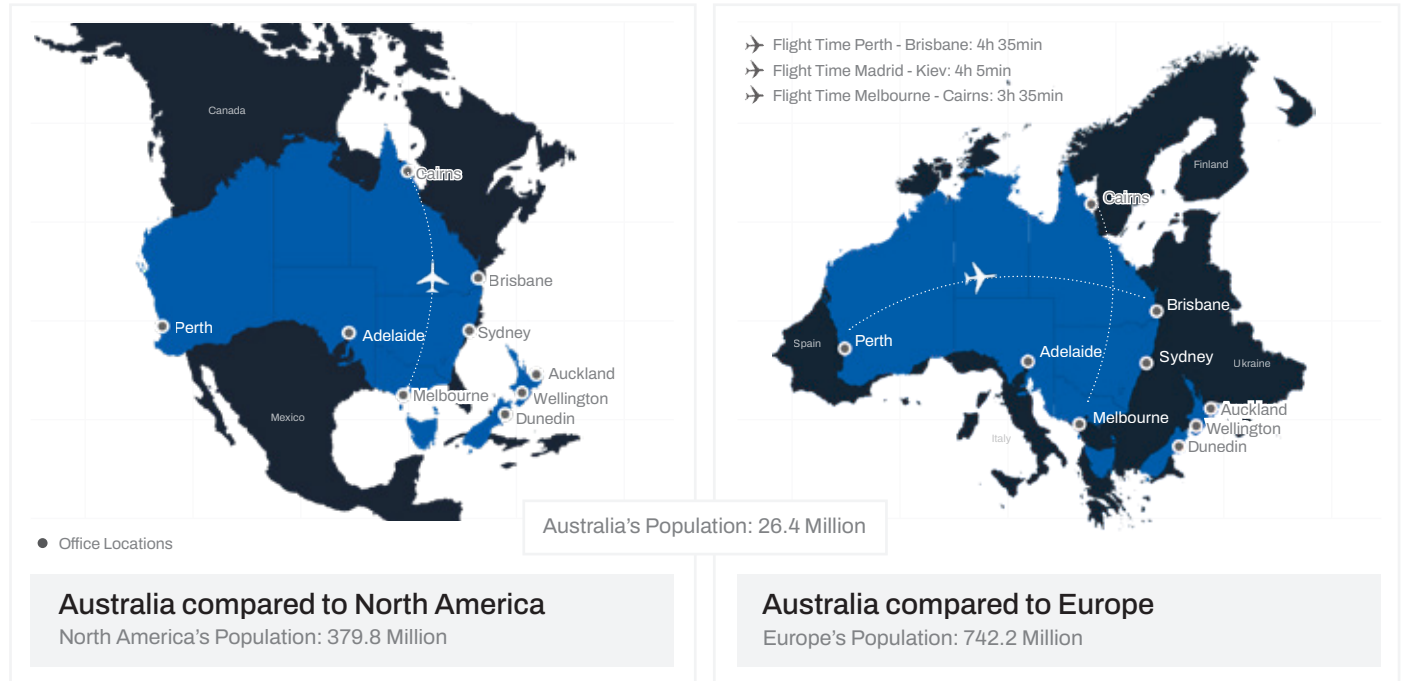 Canada
Cairns
Brisbane
Perth
Adelaide
Sydney
Auckland
Melbourne
Wellington
Mexico
Dunedin
Office Locations
Australia compared to North America
North America's Population: 379.8 Million
Australia's Population: 26.4 Million
Flight Time Perth - Brisbane: 4h 35min
Flight Time Madrid - Kiev: 4h 5min
Flight Time Melbourne - Cairns: 3h 35min
Finland
Cairns
Brisbane
Spain
Perth
Adelaide
Sydney
Ukraine
Auckland
Melbourne
Wellington
Italy
Dunedin
Australia compared to Europe
Europe's Population: 742.2 Million